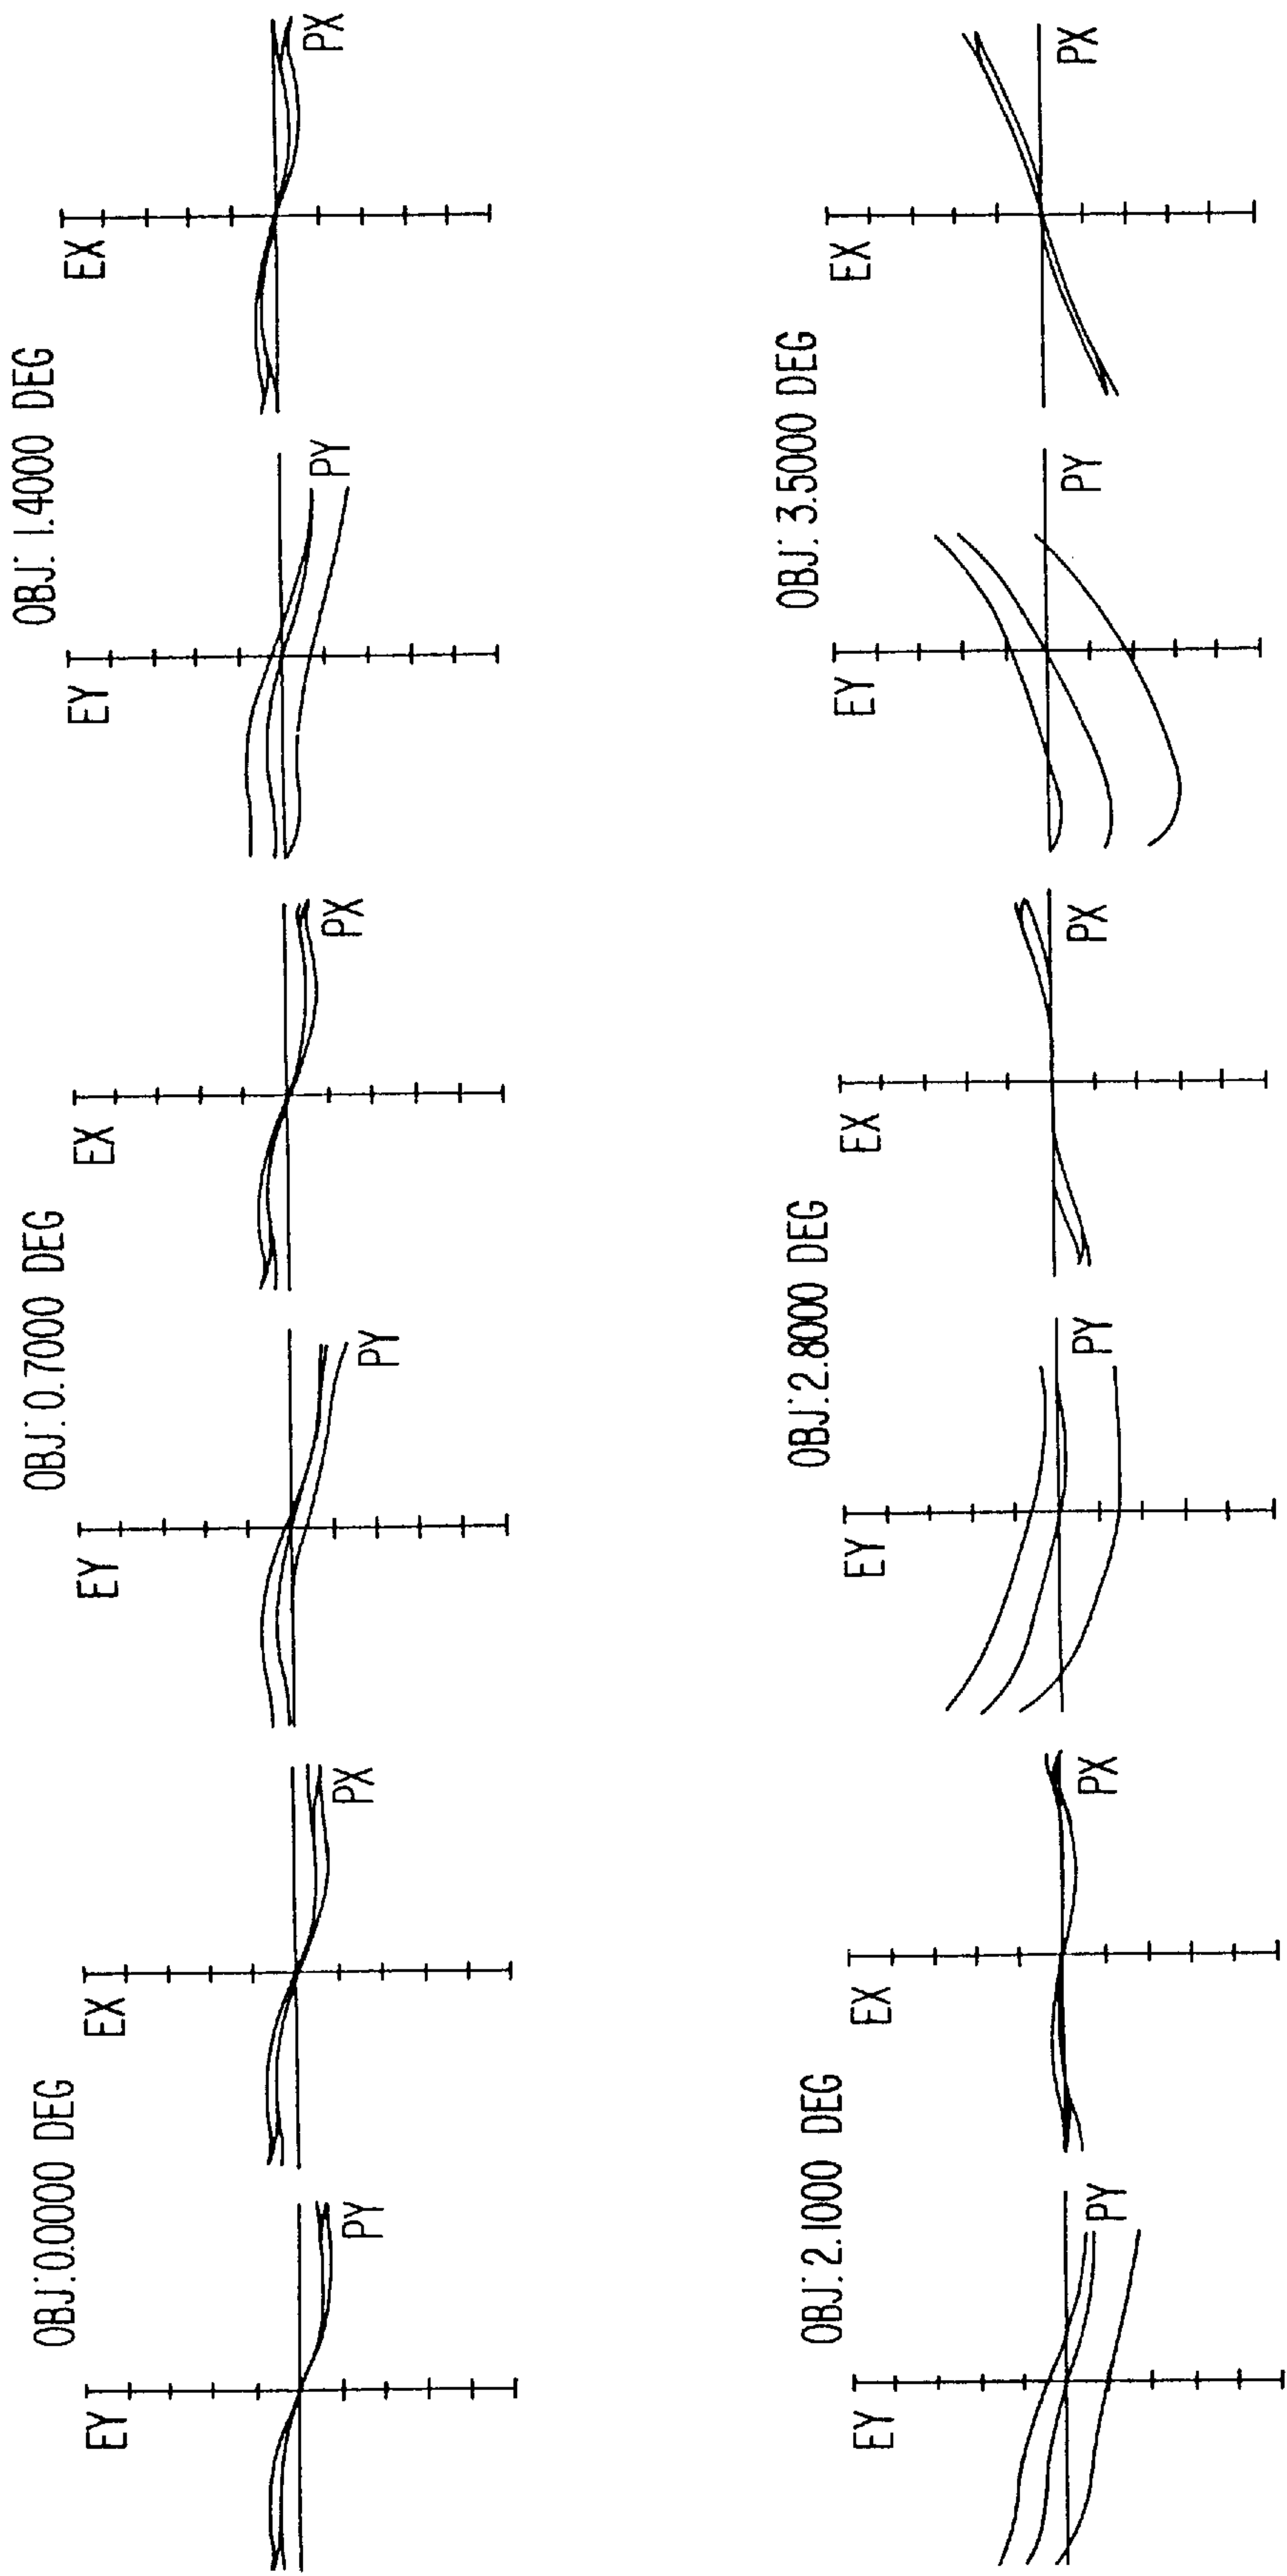 OBJ: 0.0000 DEG
EY
PY
EX
PX
OBJ: 0.7000 DEG
EY
PY
EX
PX
OBJ: 1.4000 DEG
EY
PY
EX
PX
OBJ: 2.1000 DEG
EY
PY
EX
PX
OBJ: 2.8000 DEG
EY
PY
EX
PX
OBJ: 3.5000 DEG
EY
PY
EX
PX